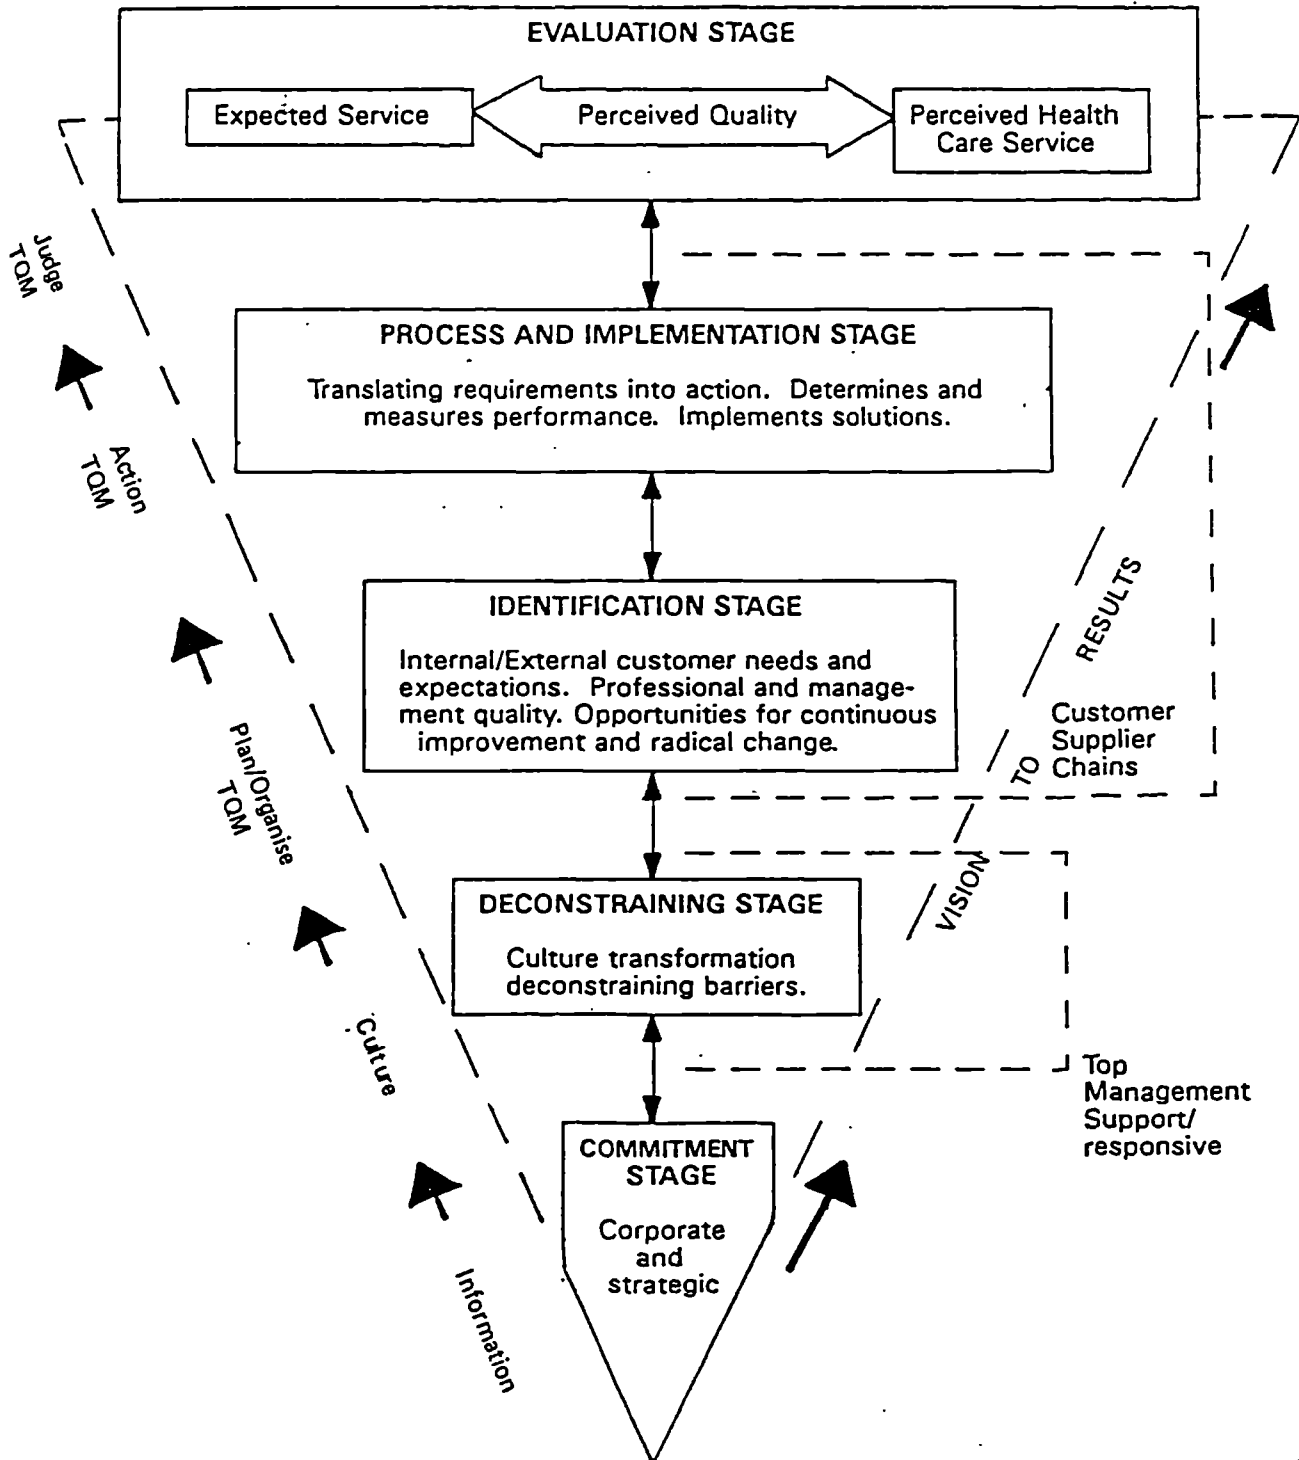 EVALUATION STAGE
Expected Service
Perceived Quality
Perceived Health
Care Service
Judge
TQM
PROCESS AND IMPLEMENTATION STAGE
Translating requirements into action. Determines and
measures performance. Implements solutions.
Action
TQM
IDENTIFICATION STAGE
Internal/External customer needs and
expectations. Professional and manage-
ment quality. Opportunities for continuous
improvement and radical change.
Plan/Organise
TQM
VISION TO RESULTS
Customer
Supplier
Chains
DECONSTRAINING STAGE
Culture transformation
deconstraining barriers.
Culture
Top
Management
Support/
responsive
COMMITMENT
STAGE
Corporate
and
strategic
Information